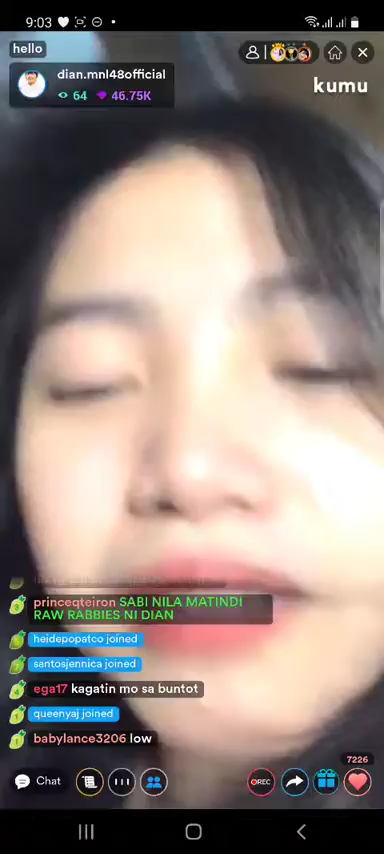 9:03
hello
dian.mnl48official
64 46.75K
kumu
princeqteiron SABI NILA MATINDI
RAW RABBIES NI DIAN
heidepopatco joined
santosjennica joined
ega17 kagatin mo sa buntot
queenyaj joined
babylance3206 low
7226
Chat
REC